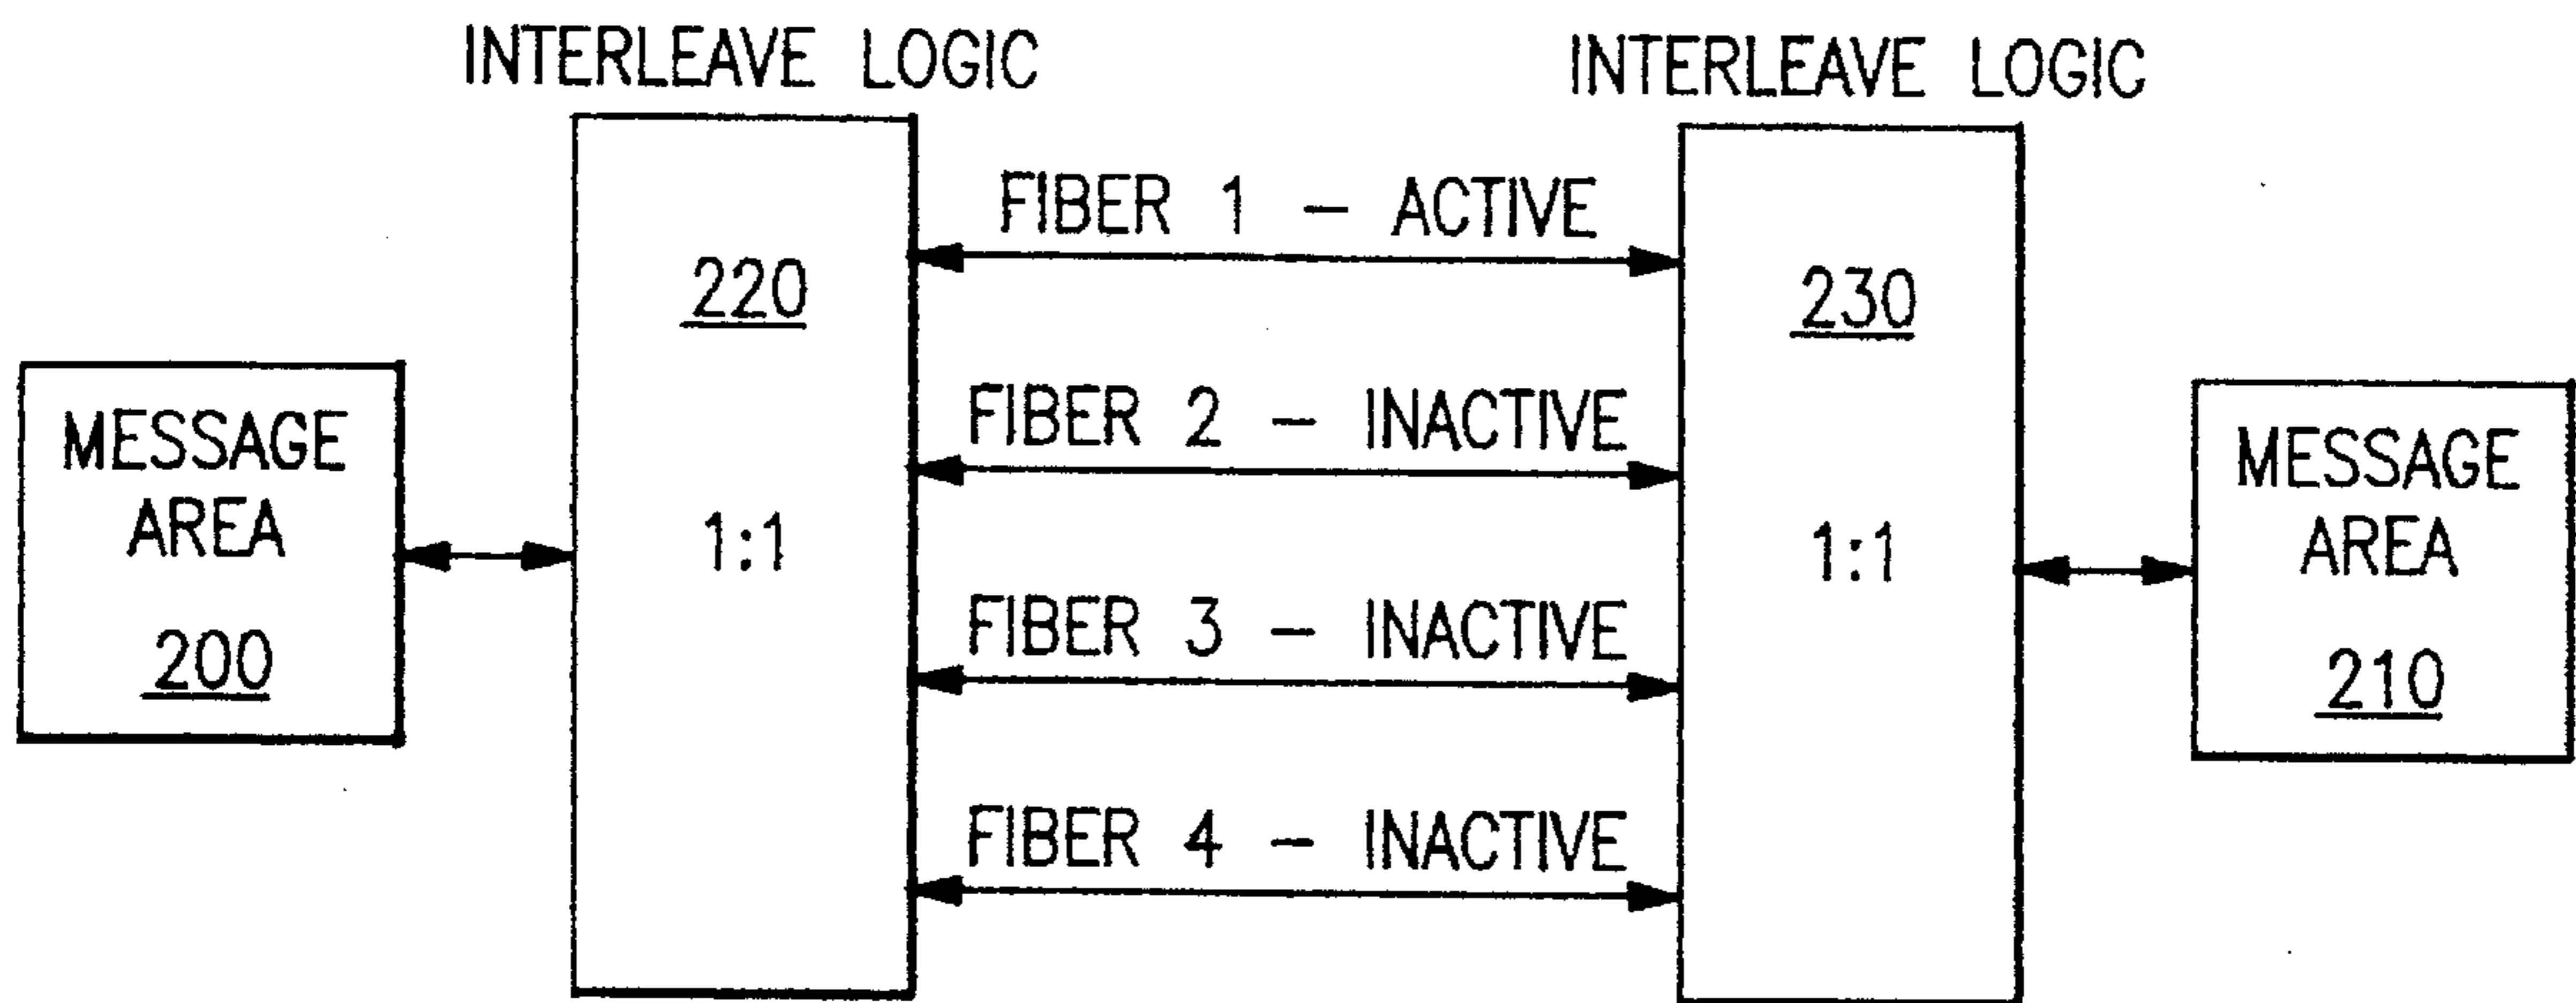 INTERLEAVE LOGIC
INTERLEAVE LOGIC
FIBER 1 – ACTIVE
220
230
FIBER 2 – INACTIVE
MESSAGE
AREA
200
1:1
1:1
MESSAGE
AREA
210
FIBER 3 – INACTIVE
FIBER 4 – INACTIVE